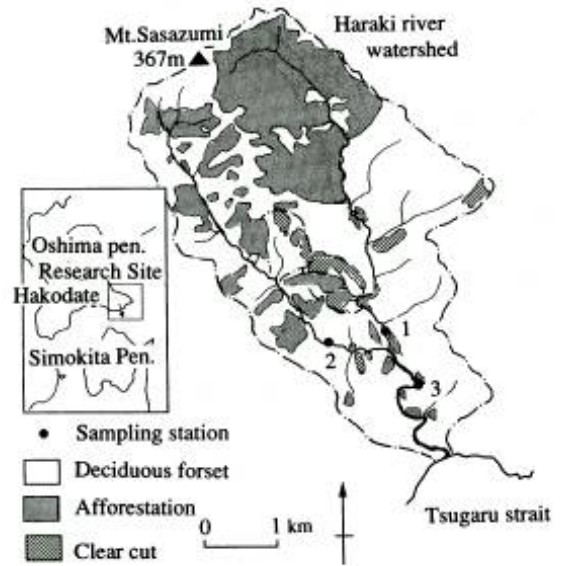 Mt.Sasazumi
367m
Haraki river
watershed
Oshima pen.
Research Site
Hakodate
Simokita Pen.
1
2
3
Sampling station
Deciduous forset
Afforestation
Clear cut
0 1 km
Tsugaru strait